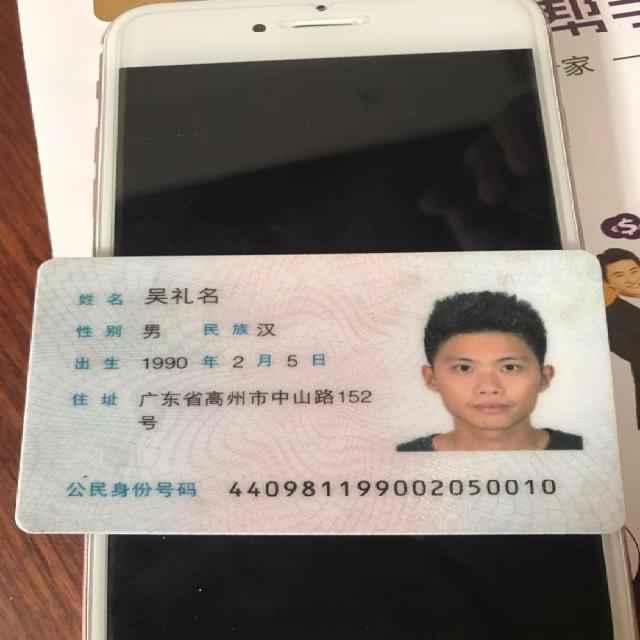 家
姓名 吴礼名
性别 男 民族 汉
出生 1990 年 2 月 5 日
住址 广东省高州市中山路152
号
公民身份号码 440981199002050010